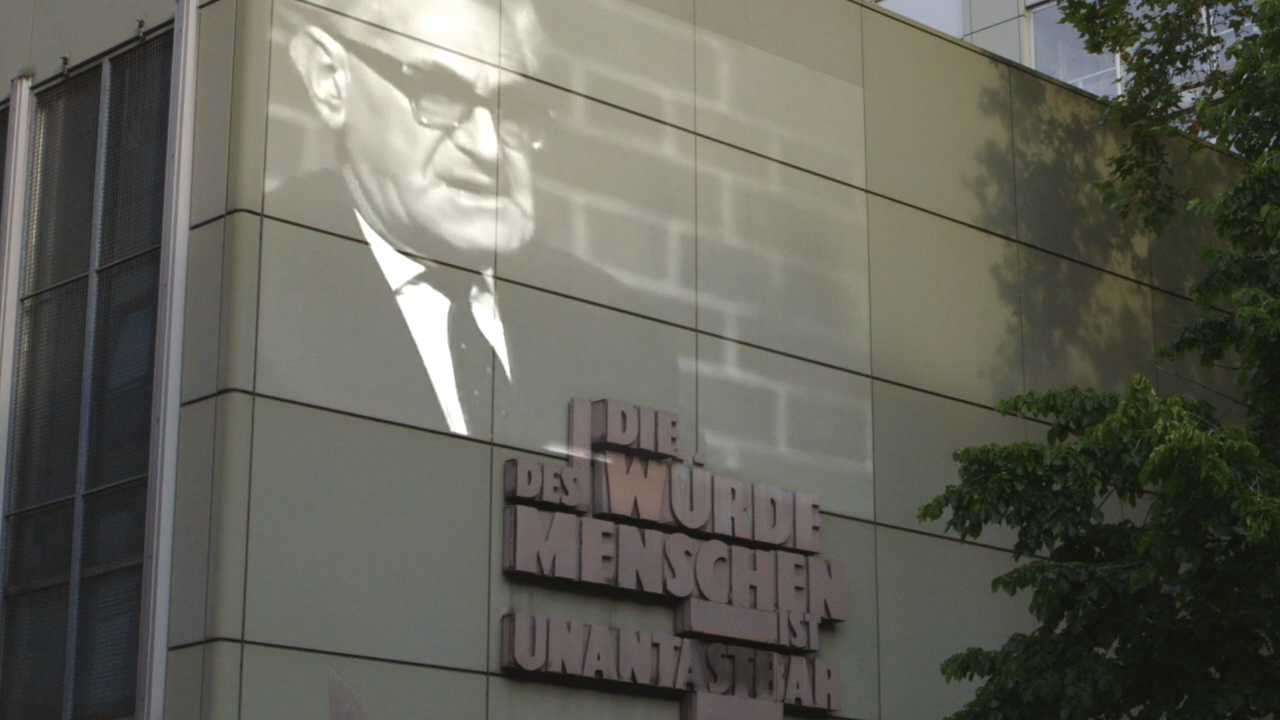 DIE
WÜRDE
DES
MENSCHEN
IST
UNANTASTBAR